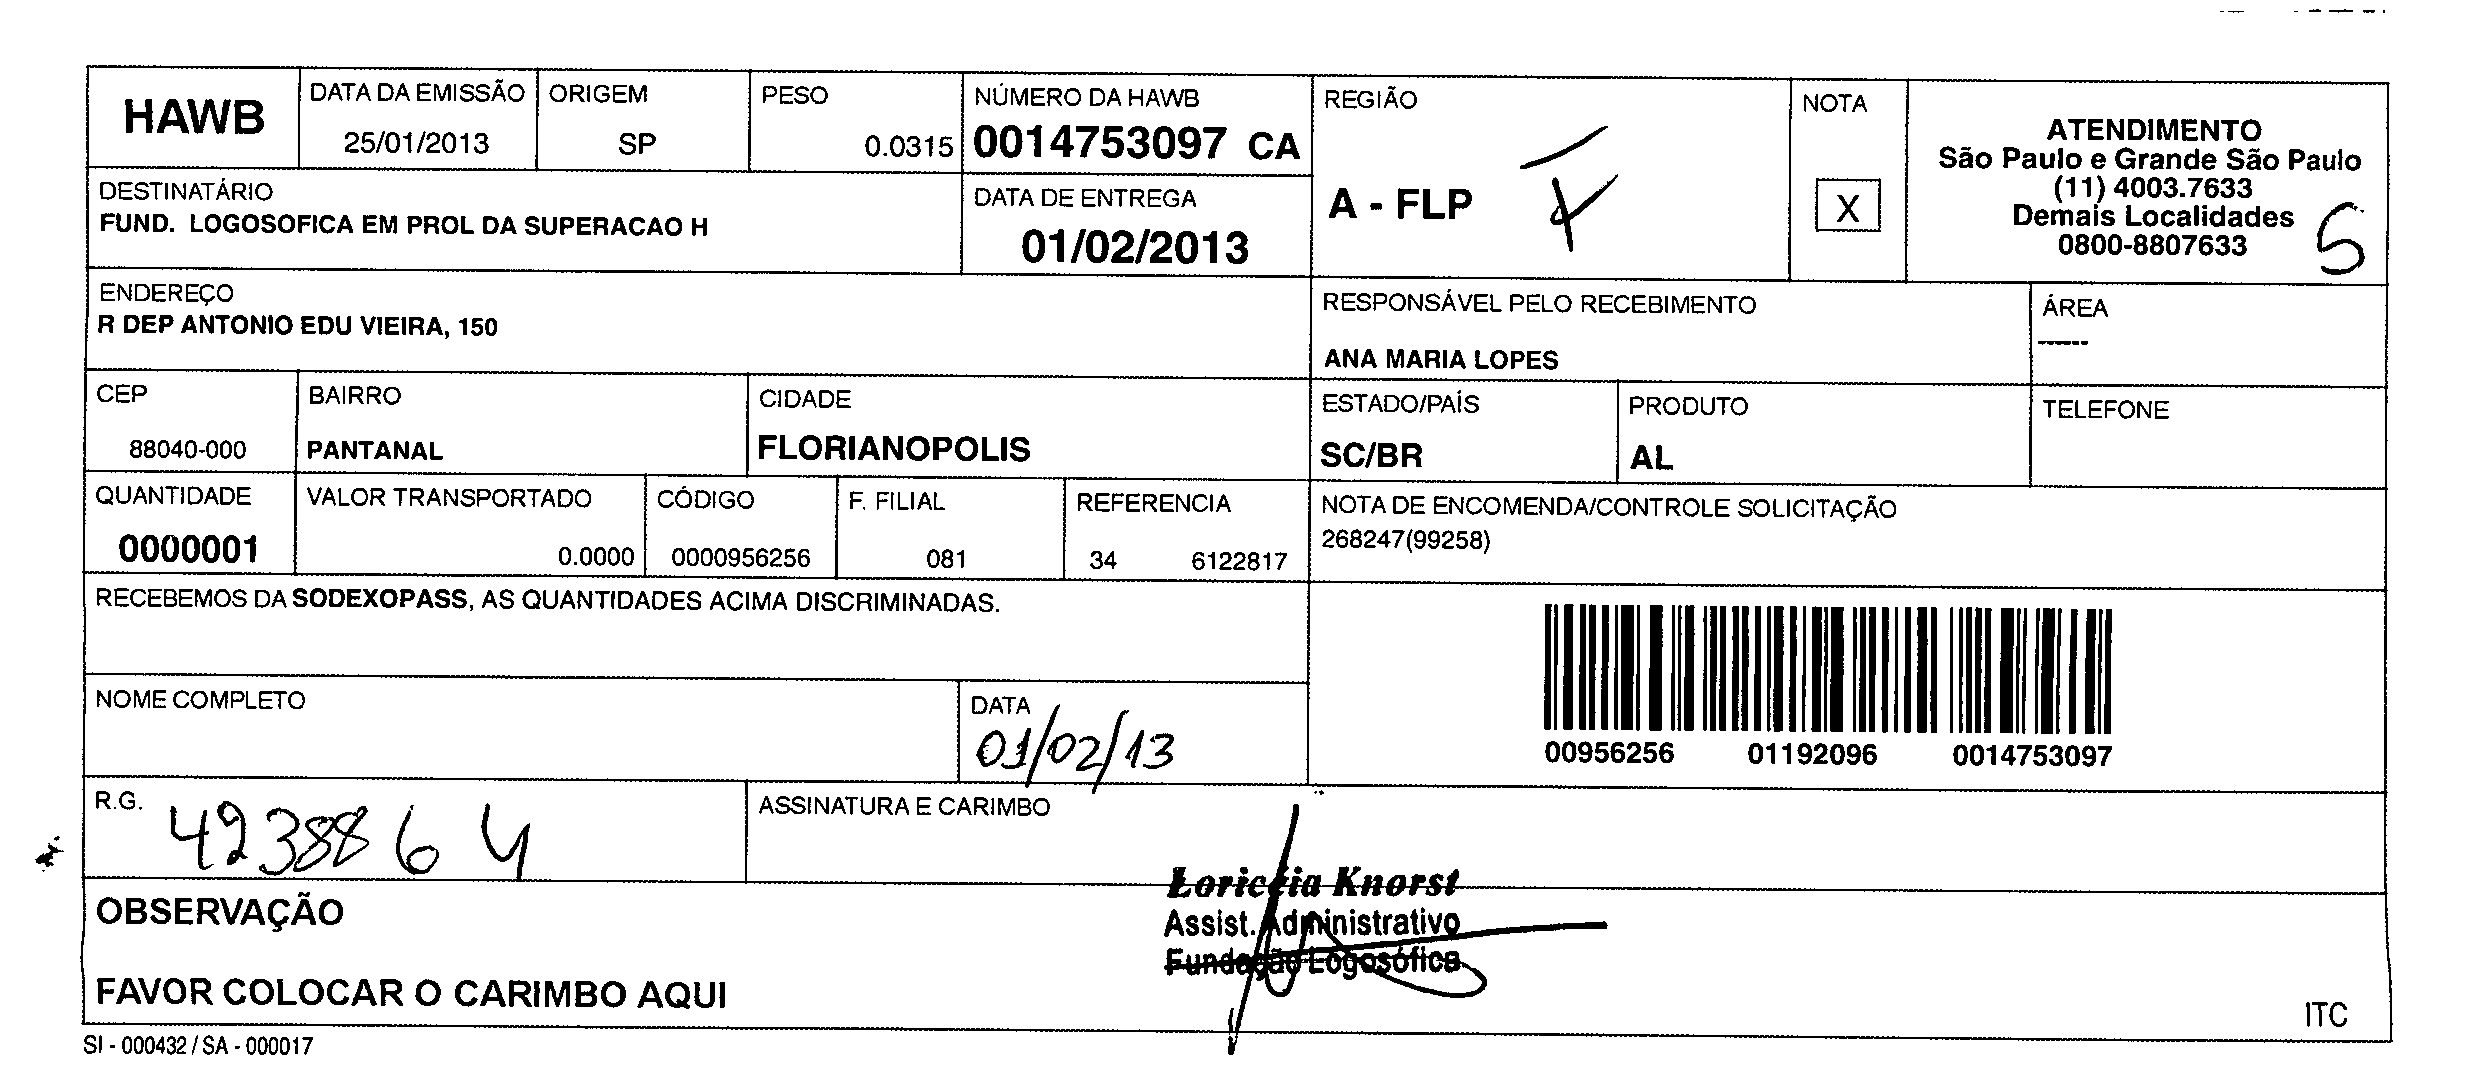 HAWB
DATA DA EMISSÃO
25/01/2013
ORIGEM
SP
PESO
0.0315
NÚMERO DA HAWB
0014753097 CA
REGIÃO
A - FLP
NOTA
X
ATENDIMENTO
São Paulo e Grande São Paulo
(11) 4003.7633
Demais Localidades
0800-8807633
5
DESTINATÁRIO
FUND. LOGOSOFICA EM PROL DA SUPERACAO H
DATA DE ENTREGA
01/02/2013
ENDEREÇO
R DEP ANTONIO EDU VIEIRA, 150
RESPONSÁVEL PELO RECEBIMENTO
ANA MARIA LOPES
ÁREA
------
CEP
88040-000
BAIRRO
PANTANAL
CIDADE
FLORIANOPOLIS
ESTADO/PAÍS
SC/BR
PRODUTO
AL
TELEFONE
QUANTIDADE
0000001
VALOR TRANSPORTADO
0.0000
CÓDIGO
0000956256
F. FILIAL
081
REFERENCIA
34 6122817
NOTA DE ENCOMENDA/CONTROLE SOLICITAÇÃO
268247(99258)
RECEBEMOS DA SODEXOPASS, AS QUANTIDADES ACIMA DISCRIMINADAS.
00956256 01192096 0014753097
NOME COMPLETO
DATA
01/02/13
R.G.
4238864
ASSINATURA E CARIMBO
Loricéia Knorst
Assist. Administrativo
Fundação Logosófica
OBSERVAÇÃO
FAVOR COLOCAR O CARIMBO AQUI
ITC
SI - 000432 / SA - 000017